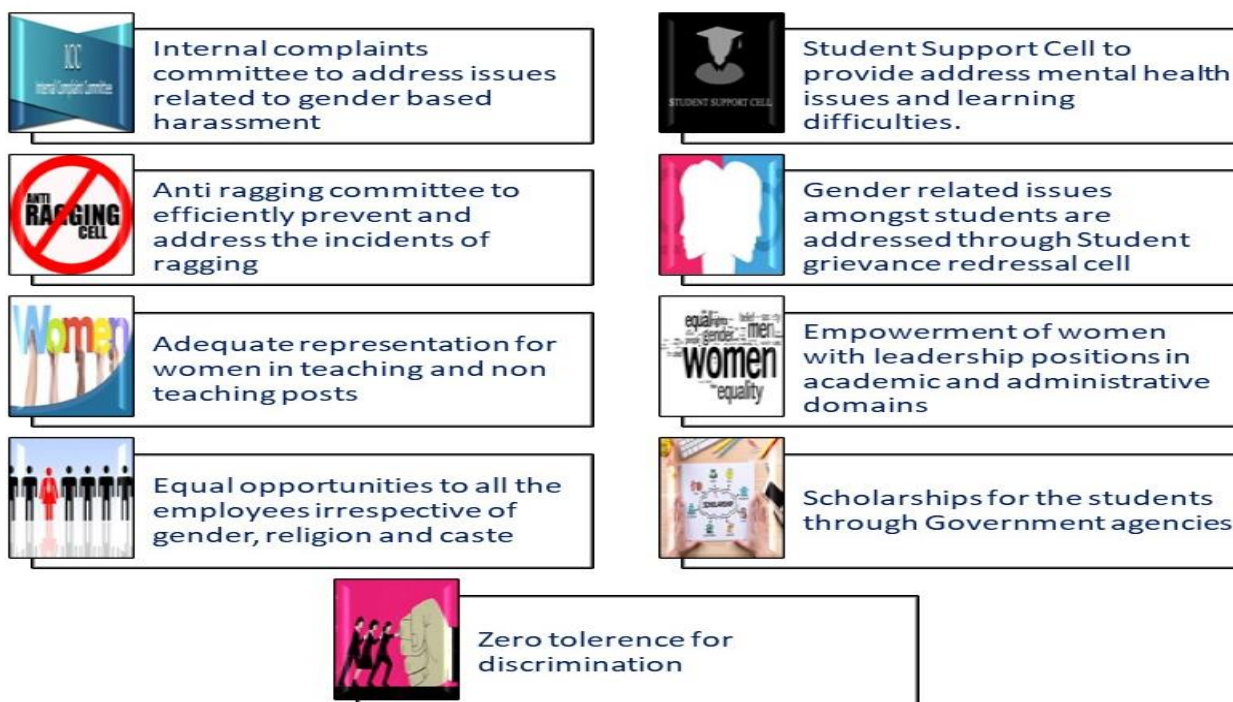 ICC
Internal Complaint Committee
Internal complaints
committee to address issues
related to gender based
harassment
STUDENT SUPPORT CELL
Student Support Cell to
provide address mental health
issues and learning
difficulties.
ANTI
RAGGING
CELL
Anti ragging committee to
efficiently prevent and
address the incidents of
ragging
Gender related issues
amongst students are
addressed through Student
grievance redressal cell
Women
Adequate representation for
women in teaching and non
teaching posts
equal rights
gender men
women
equality
Empowerment of women
with leadership positions in
academic and administrative
domains
Equal opportunities to all the
employees irrespective of
gender, religion and caste
SCHOLARSHIP
Scholarships for the students
through Government agencies
Zero tolerence for
discrimination